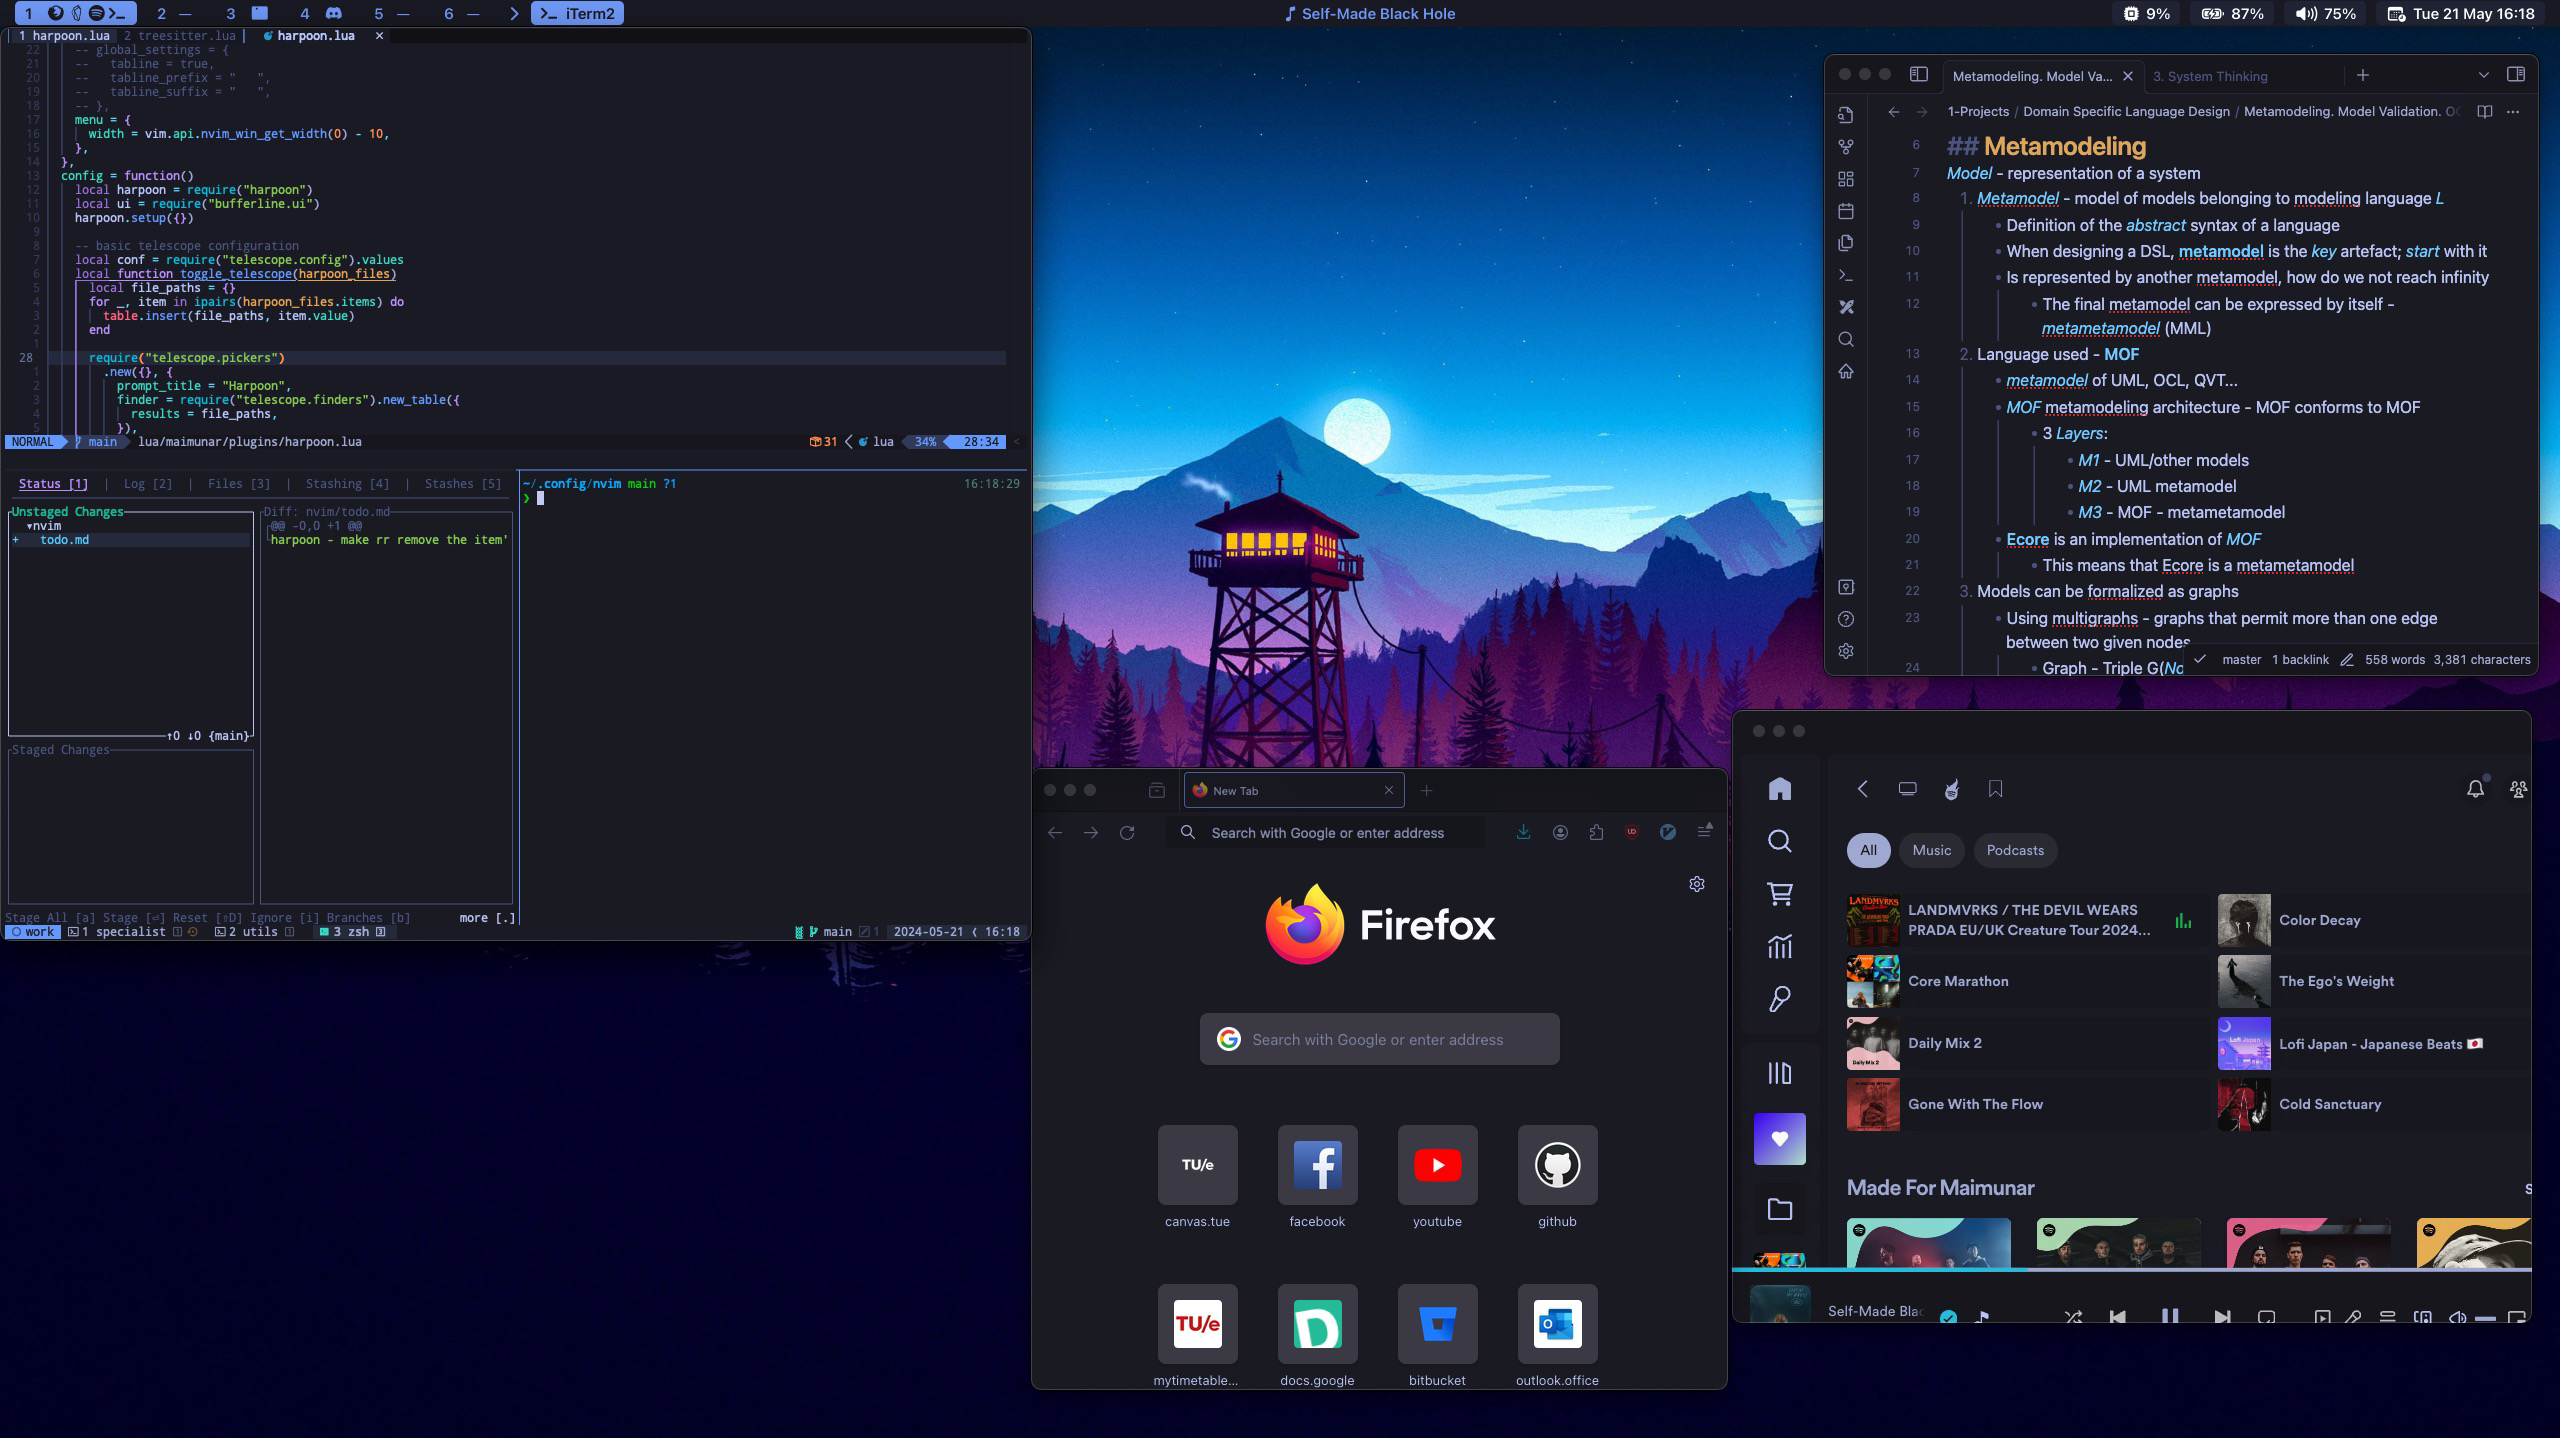 1 2 — 3 4 5 — 6 — iTerm2
Self-Made Black Hole
9% 87% 75% Tue 21 May 16:18
1 harpoon.lua 2 treesitter.lua harpoon.lua ×
22 -- global_settings = {
21 -- tabline = true,
20 -- tabline_prefix = "   ",
19 -- tabline_suffix = "   ",
18 -- },
17 menu = {
16 width = vim.api.nvim_win_get_width(0) - 10,
15 },
14 },
13 config = function()
12 local harpoon = require("harpoon")
11 local ui = require("bufferline.ui")
10 harpoon.setup({})
9
8 -- basic telescope configuration
7 local conf = require("telescope.config").values
6 local function toggle_telescope(harpoon_files)
5 local file_paths = {}
4 for _, item in ipairs(harpoon_files.items) do
3 table.insert(file_paths, item.value)
2 end
1
28 require("telescope.pickers")
1 .new({}, {
2 prompt_title = "Harpoon",
3 finder = require("telescope.finders").new_table({
4 results = file_paths,
5 }),
NORMAL main lua/maimunar/plugins/harpoon.lua 31 lua 34% 28:34
Status [1] | Log [2] | Files [3] | Stashing [4] | Stashes [5]
Unstaged Changes
▾nvim
+ todo.md
↑0 ↓0 {main}
Staged Changes
Diff: nvim/todo.md
@@ -0,0 +1 @@
harpoon - make rr remove the item'
Stage All [a] Stage [⏎] Reset [⇧D] Ignore [i] Branches [b] more [.]
~/.config/nvim main ?1 16:18:29
❯
work 1 specialist 2 utils 3 zsh main 1 2024-05-21 ⟨ 16:18
Metamodeling. Model Va... × 3. System Thinking +
1-Projects / Domain Specific Language Design / Metamodeling. Model Validation. OC
6 ## Metamodeling
7 Model - representation of a system
8 1. Metamodel - model of models belonging to modeling language L
9 • Definition of the abstract syntax of a language
10 • When designing a DSL, metamodel is the key artefact; start with it
11 • Is represented by another metamodel, how do we not reach infinity
12 • The final metamodel can be expressed by itself -
metametamodel (MML)
13 2. Language used - MOF
14 • metamodel of UML, OCL, QVT...
15 • MOF metamodeling architecture - MOF conforms to MOF
16 • 3 Layers:
17 • M1 - UML/other models
18 • M2 - UML metamodel
19 • M3 - MOF - metametamodel
20 • Ecore is an implementation of MOF
21 • This means that Ecore is a metametamodel
22 3. Models can be formalized as graphs
23 • Using multigraphs - graphs that permit more than one edge
between two given nodes
24 • Graph - Triple G(No
master 1 backlink 558 words 3,381 characters
New Tab × +
Search with Google or enter address
Firefox
Search with Google or enter address
TU/e
canvas.tue facebook youtube github
TU/e
mytimetable... docs.google bitbucket outlook.office
All Music Podcasts
LANDMVRKS / THE DEVIL WEARS
PRADA EU/UK Creature Tour 2024...
Color Decay
Core Marathon
The Ego's Weight
Daily Mix 2
Lofi Japan - Japanese Beats 🇯🇵
Gone With The Flow
Cold Sanctuary
Made For Maimunar
Self-Made Blac